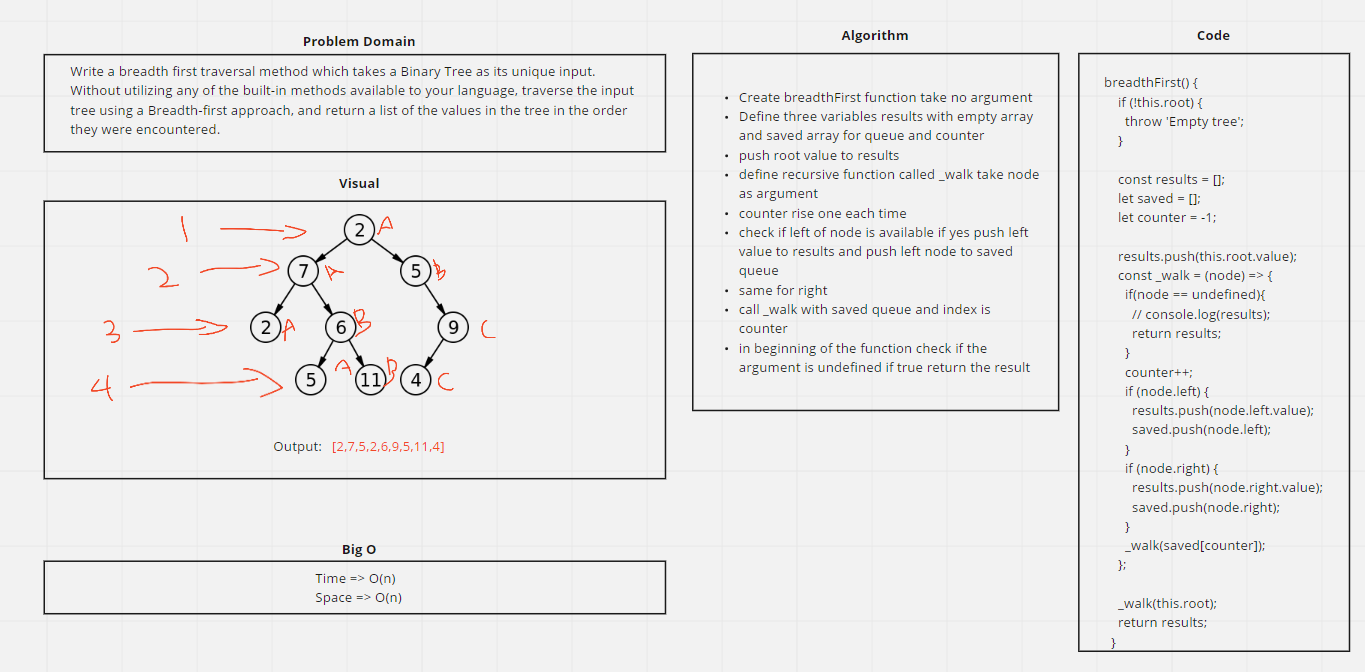 Problem Domain
Write a breadth first traversal method which takes a Binary Tree as its unique input.
Without utilizing any of the built-in methods available to your language, traverse the input
tree using a Breadth-first approach, and return a list of the values in the tree in the order
they were encountered.
Visual
1 2 A
2 7 A 5 B
3 2 A 6 B 9 C
4 5 A 11 B 4 C
Output: [2,7,5,2,6,9,5,11,4]
Big O
Time => O(n)
Space => O(n)
Algorithm
• Create breadthFirst function take no argument
• Define three variables results with empty array
and saved array for queue and counter
• push root value to results
• define recursive function called _walk take node
as argument
• counter rise one each time
• check if left of node is available if yes push left
value to results and push left node to saved
queue
• same for right
• call _walk with saved queue and index is
counter
• in beginning of the function check if the
argument is undefined if true return the result
Code
breadthFirst() {
if (!this.root) {
throw 'Empty tree';
}
const results = [];
let saved = [];
let counter = -1;
results.push(this.root.value);
const _walk = (node) => {
if(node == undefined){
// console.log(results);
return results;
}
counter++;
if (node.left) {
results.push(node.left.value);
saved.push(node.left);
}
if (node.right) {
results.push(node.right.value);
saved.push(node.right);
}
_walk(saved[counter]);
};
_walk(this.root);
return results;
}